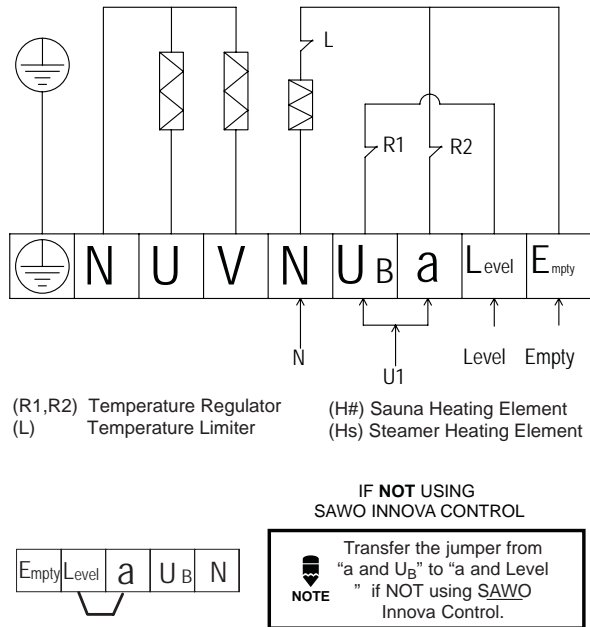 L
R1 R2
N U V N UB a Level Empty
N U1 Level Empty
(R1,R2) Temperature Regulator
(L) Temperature Limiter
(H#) Sauna Heating Element
(Hs) Steamer Heating Element
IF NOT USING
SAWO INNOVA CONTROL
Empty Level a UB N
NOTE
Transfer the jumper from
“a and UB” to “a and Level
” if NOT using SAWO
Innova Control.